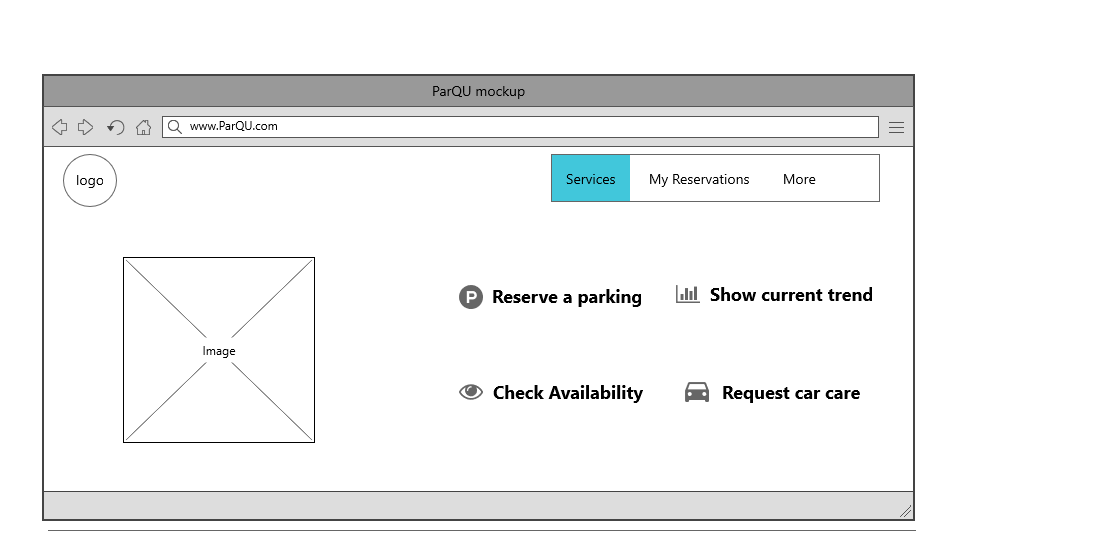 ParQU mockup
www.ParQU.com
logo
Services My Reservations More
P Reserve a parking Show current trend
Image
Check Availability Request car care